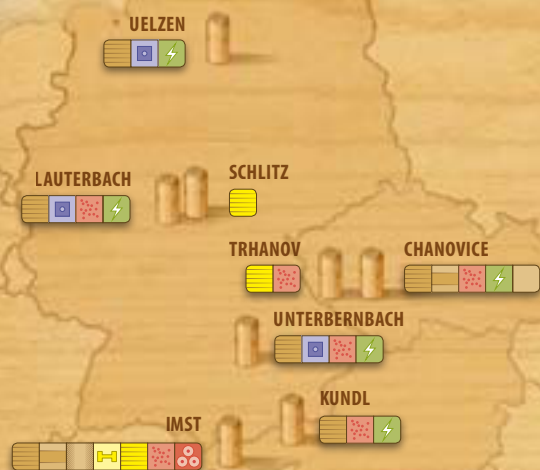 UELZEN
LAUTERBACH
SCHLITZ
TRHANOV
CHANOVICE
UNTERBERNBACH
KUNDL
IMST